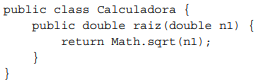 public class Calculadora {
    public double raiz(double n1) {
        return Math.sqrt(n1);
    }
}